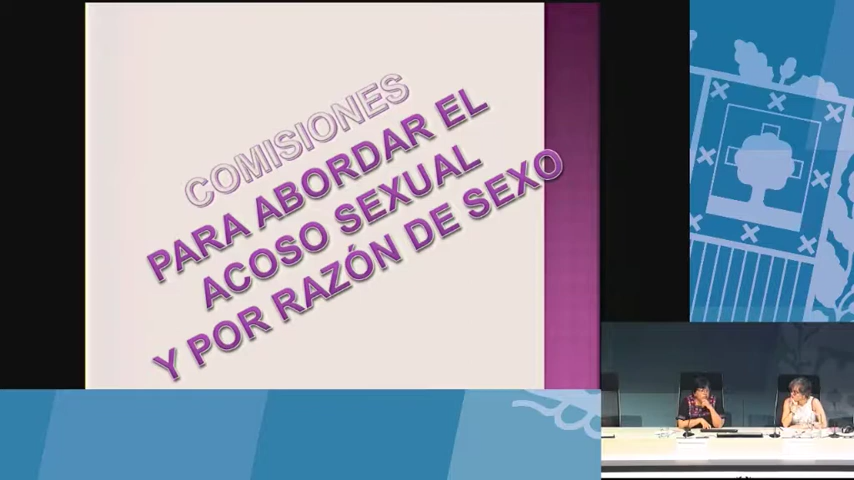 COMISIONES
PARA ABORDAR EL
ACOSO SEXUAL
Y POR RAZÓN DE SEXO